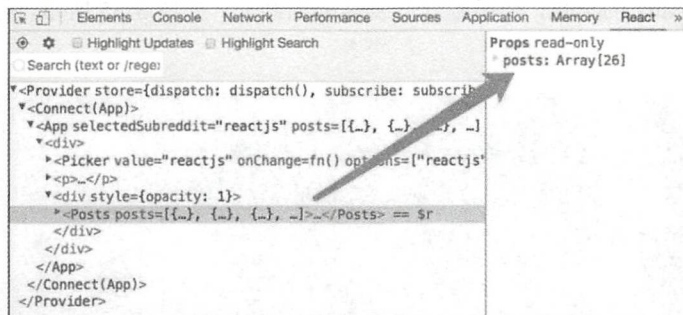 Elements Console Network Performance Sources Application Memory React »
Highlight Updates Highlight Search
Search (text or /rege:
Props read-only
posts: Array[26]
▼<Provider store={dispatch: dispatch(), subscribe: subscrib
▼<Connect(App)>
▼<App selectedSubreddit="reactjs" posts=[{…}, {…}, {…}, …]
▼<div>
▶<Picker value="reactjs" onChange=fn() options=["reactjs"
▶<p>…</p>
▼<div style={opacity: 1}>
▶<Posts posts=[{…}, {…}, {…}, …]>…</Posts> == $r
</div>
</div>
</App>
</Connect(App)>
</Provider>